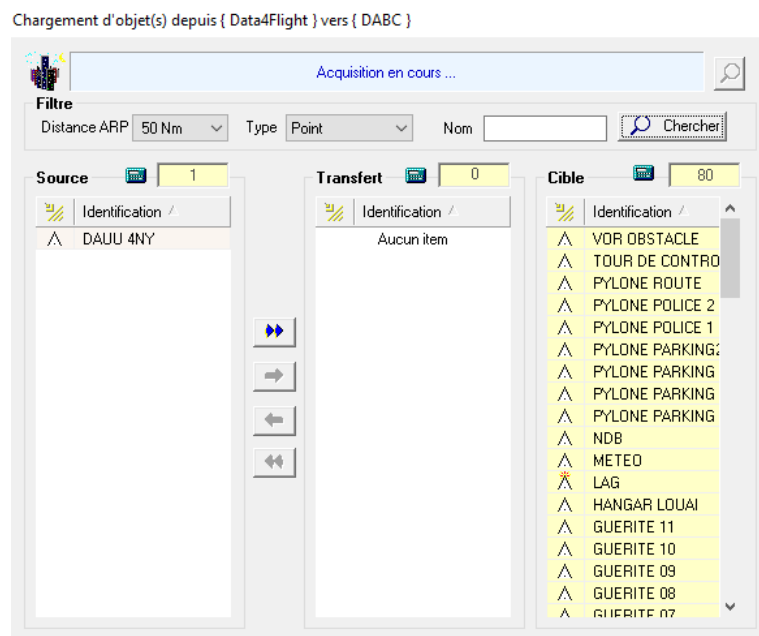 Chargement d'objet(s) depuis { Data4Flight } vers { DABC }
Acquisition en cours ...
Filtre
Distance ARP 50 Nm Type Point Nom Chercher
Source 1
Identification
DAUU 4NY
Transfert 0
Identification
Aucun item
Cible 80
Identification
VOR OBSTACLE
TOUR DE CONTRO
PYLONE ROUTE
PYLONE POLICE 2
PYLONE POLICE 1
PYLONE PARKING2
PYLONE PARKING
PYLONE PARKING
PYLONE PARKING
NDB
METEO
LAG
HANGAR LOUAI
GUERITE 11
GUERITE 10
GUERITE 09
GUERITE 08
GUERITE 07